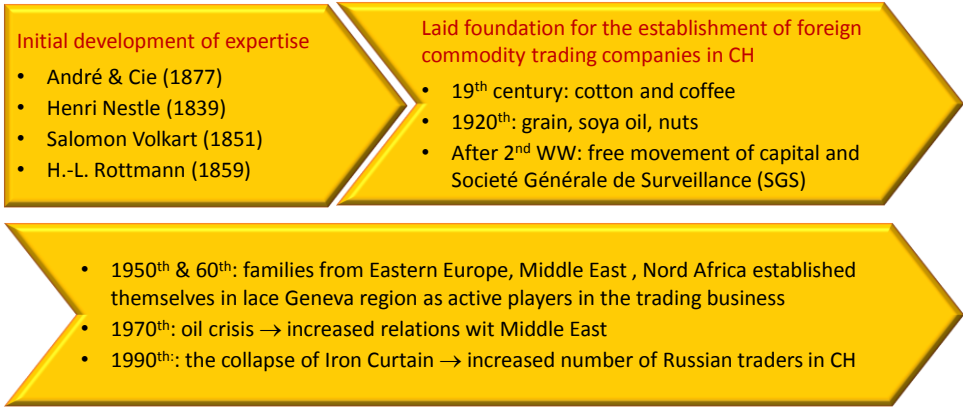 Initial development of expertise
• André & Cie (1877)
• Henri Nestle (1839)
• Salomon Volkart (1851)
• H.-L. Rottmann (1859)
Laid foundation for the establishment of foreign
commodity trading companies in CH
• 19th century: cotton and coffee
• 1920th: grain, soya oil, nuts
• After 2nd WW: free movement of capital and
Societé Générale de Surveillance (SGS)
• 1950th & 60th: families from Eastern Europe, Middle East , Nord Africa established
themselves in lace Geneva region as active players in the trading business
• 1970th: oil crisis → increased relations wit Middle East
• 1990th:: the collapse of Iron Curtain → increased number of Russian traders in CH